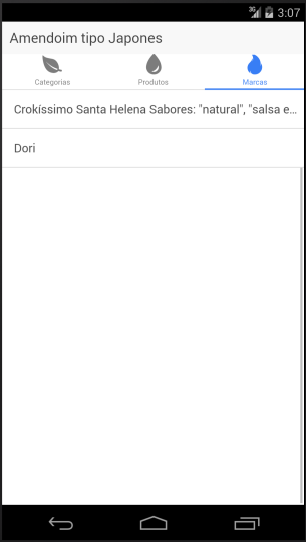 3G 3:07
Amendoim tipo Japones
Categorias Produtos Marcas
Crokíssimo Santa Helena Sabores: "natural", "salsa e...
Dori